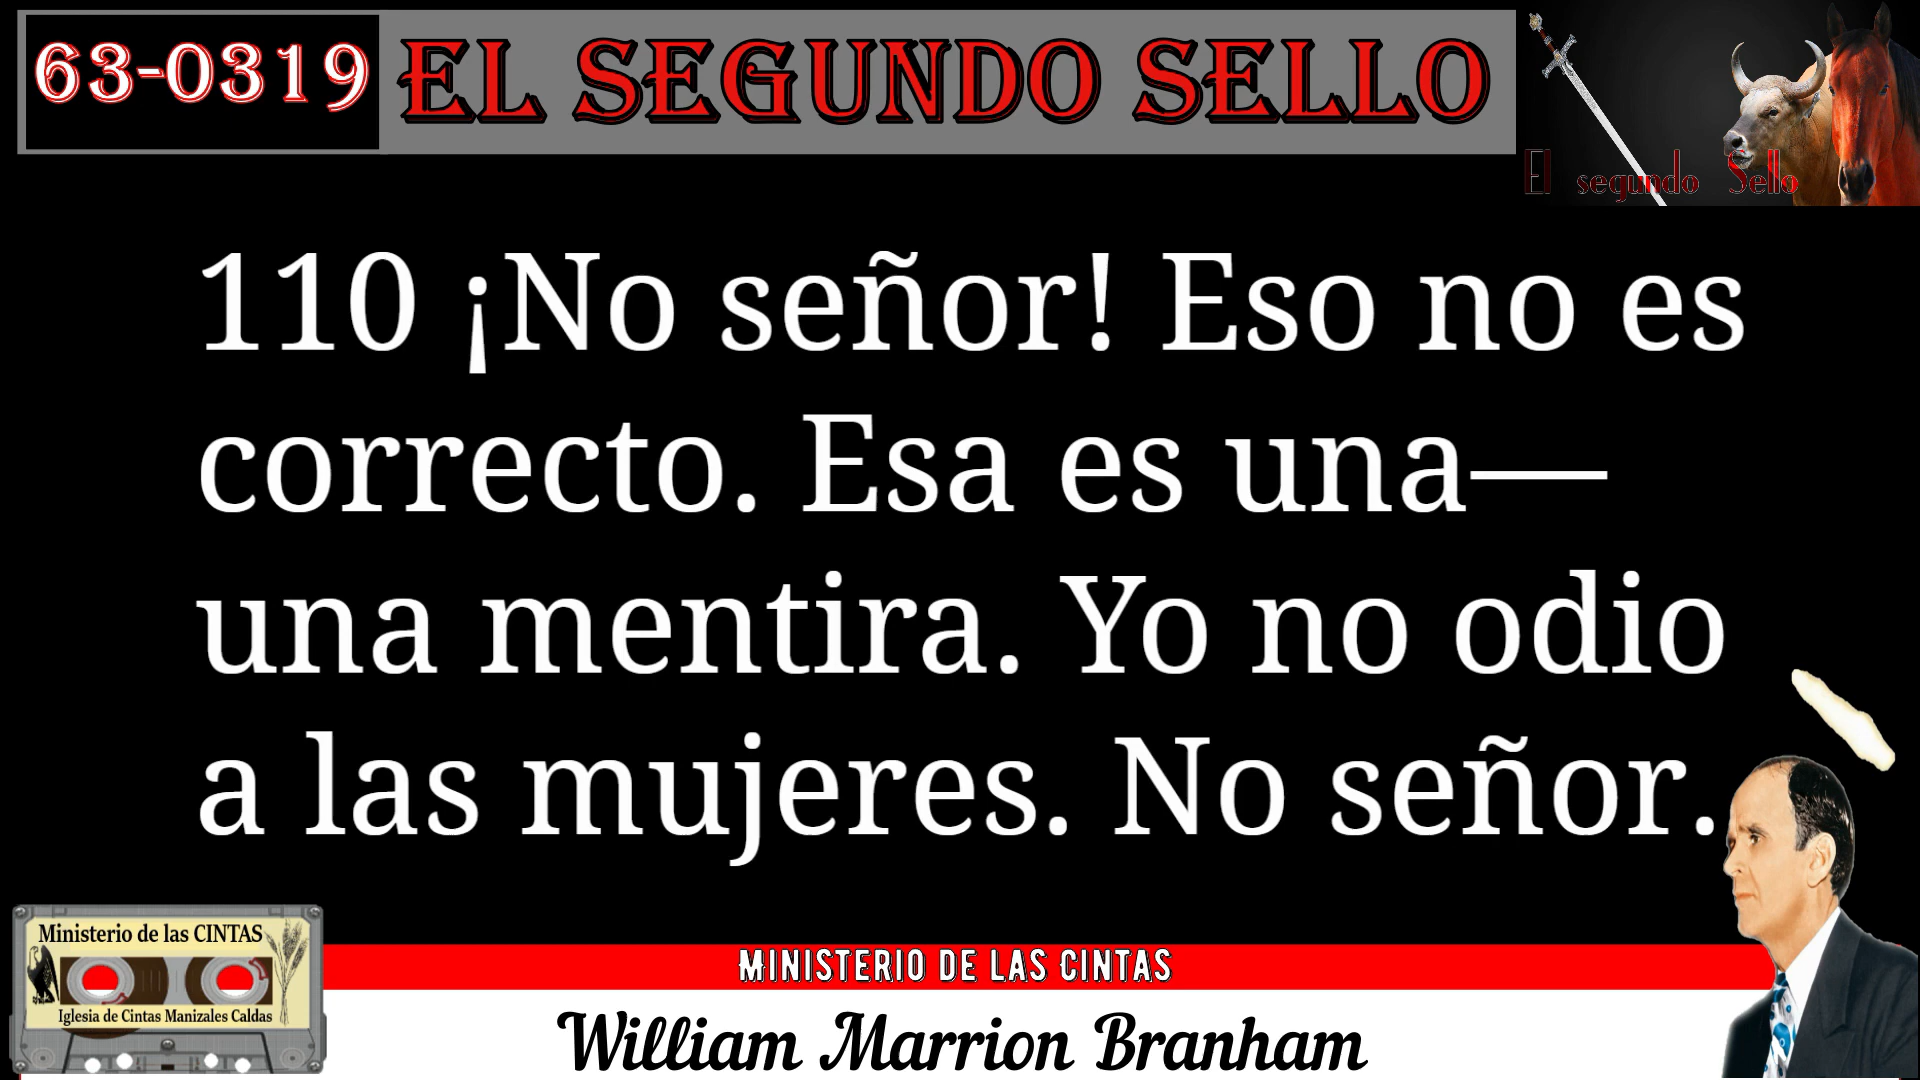 63-0319 EL SEGUNDO SELLO
El segundo Sello
110 ¡No señor! Eso no es
correcto. Esa es una—
una mentira. Yo no odio
a las mujeres. No señor.
Ministerio de las CINTAS
Iglesia de Cintas Manizales Caldas
MINISTERIO DE LAS CINTAS
William Marrion Branham